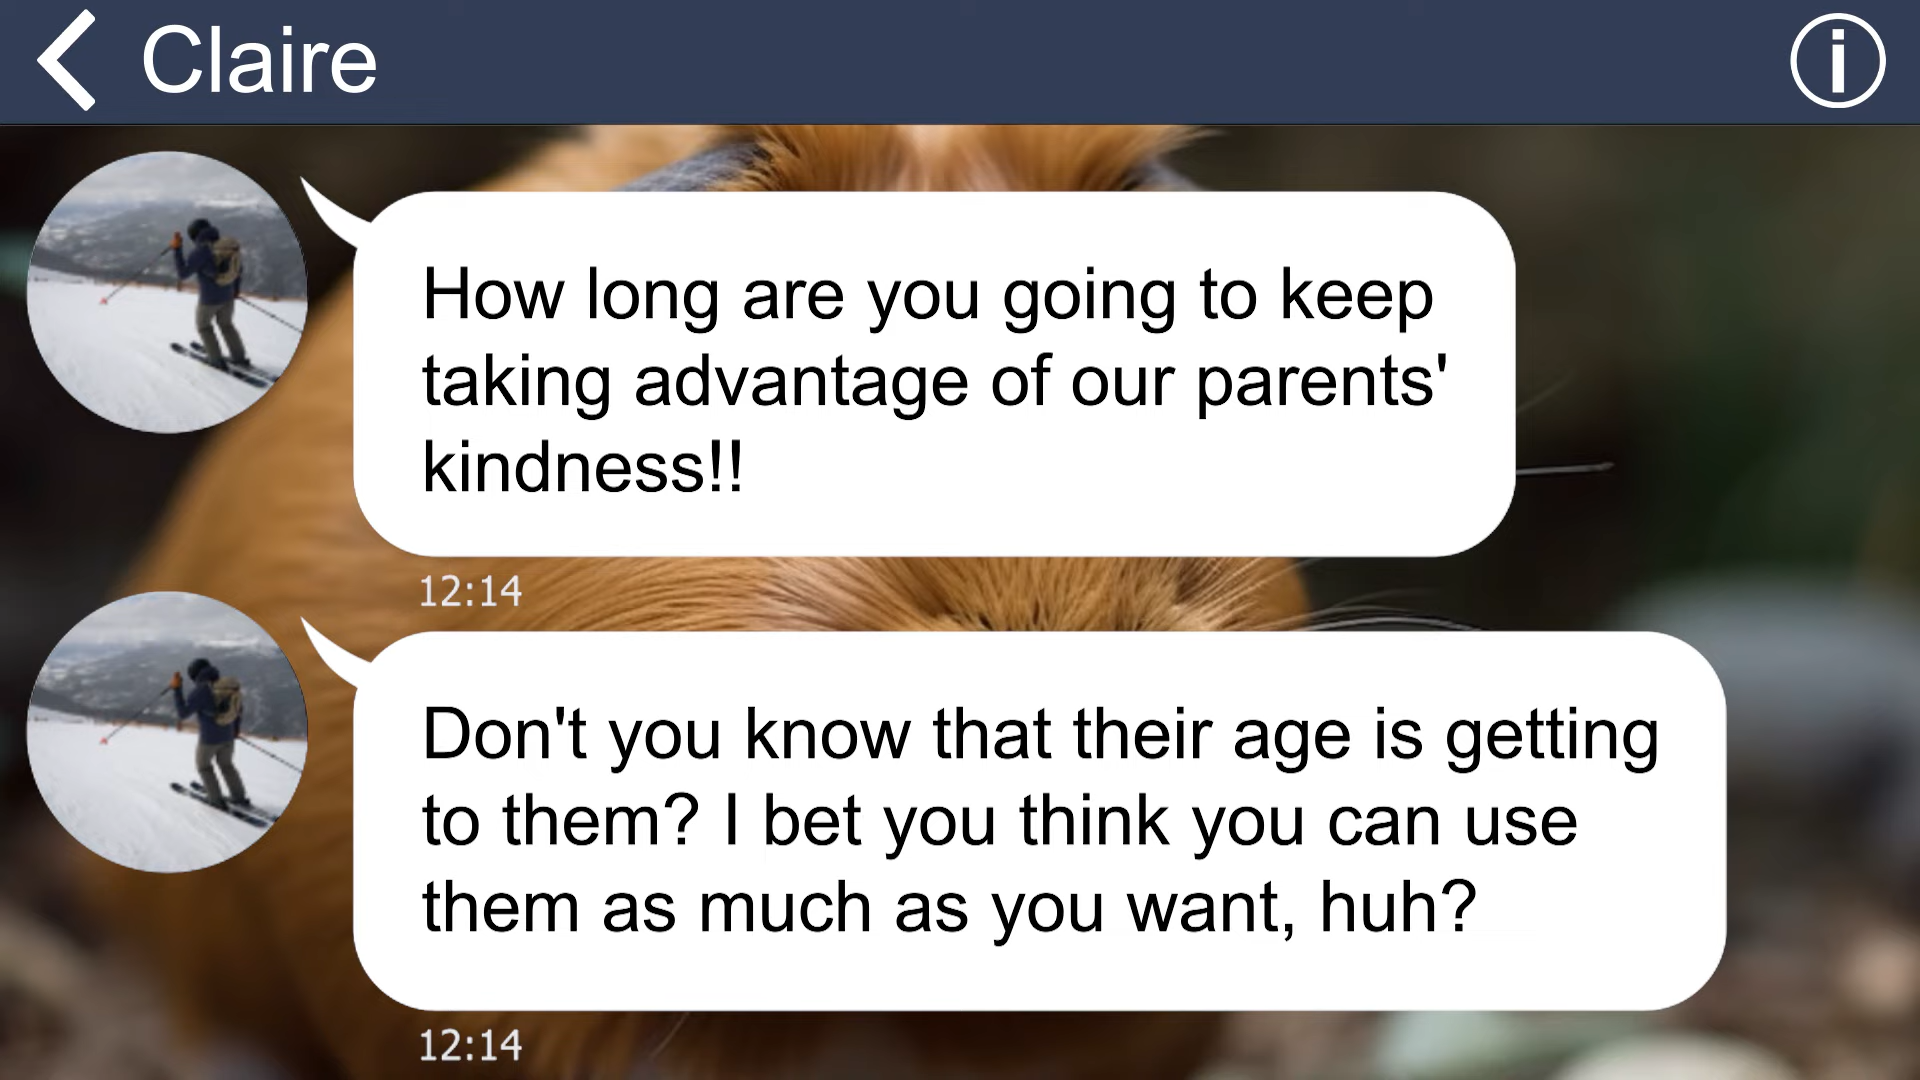 Claire
How long are you going to keep
taking advantage of our parents'
kindness!!
12:14
Don't you know that their age is getting
to them? I bet you think you can use
them as much as you want, huh?
12:14